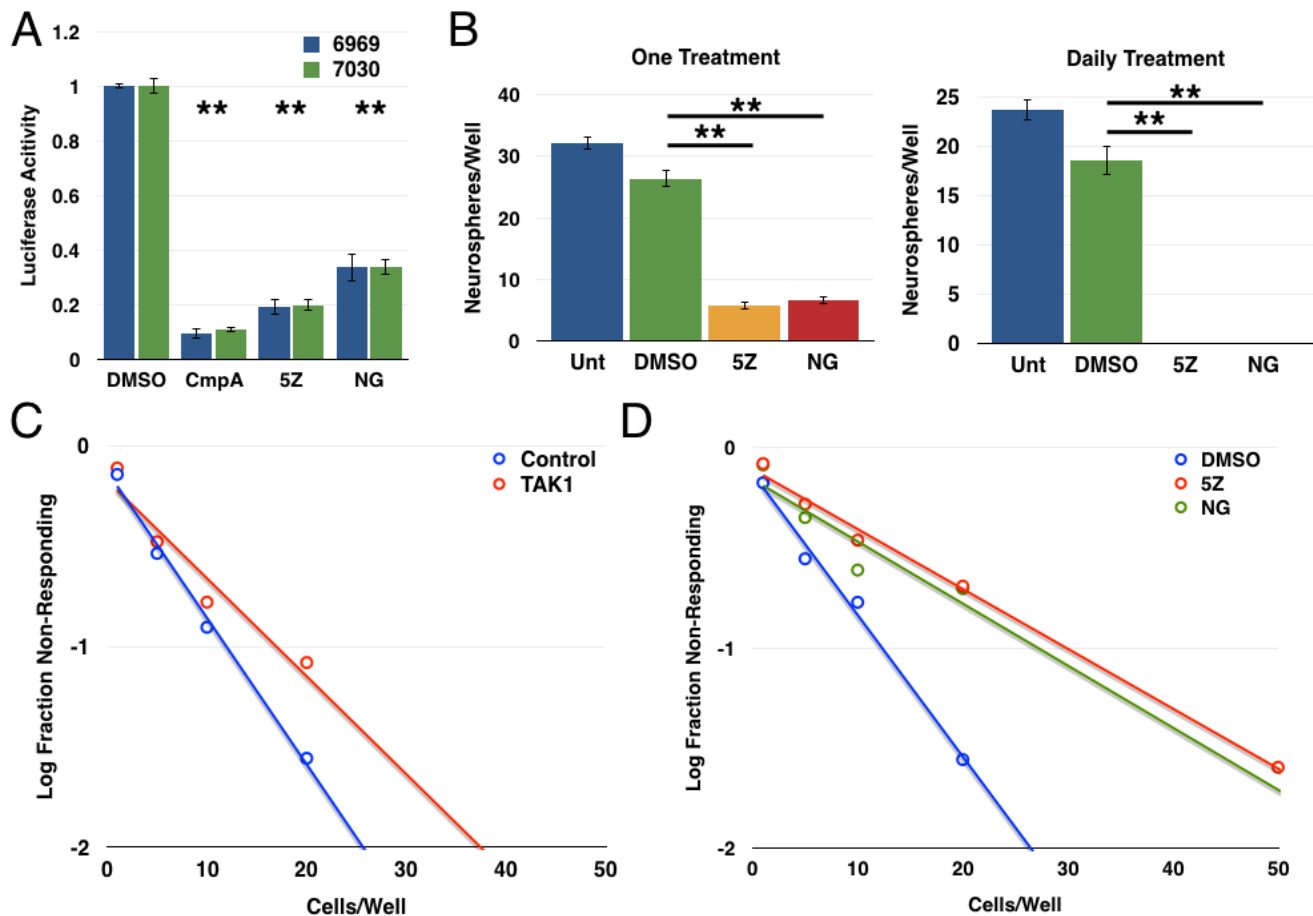 A
1.2
1
0.8
0.6
0.4
0.2
0
Luciferase Acitivity
6969
7030
** ** **
DMSO CmpA 5Z NG
B
One Treatment
40
30
20
10
0
Neurospheres/Well
**
**
Unt DMSO 5Z NG
Daily Treatment
25
20
15
10
5
0
Neurospheres/Well
**
**
Unt DMSO 5Z NG
C
0
-1
-2
Log Fraction Non-Responding
Control
TAK1
0 10 20 30 40 50
Cells/Well
D
0
-1
-2
Log Fraction Non-Responding
DMSO
5Z
NG
0 10 20 30 40 50
Cells/Well